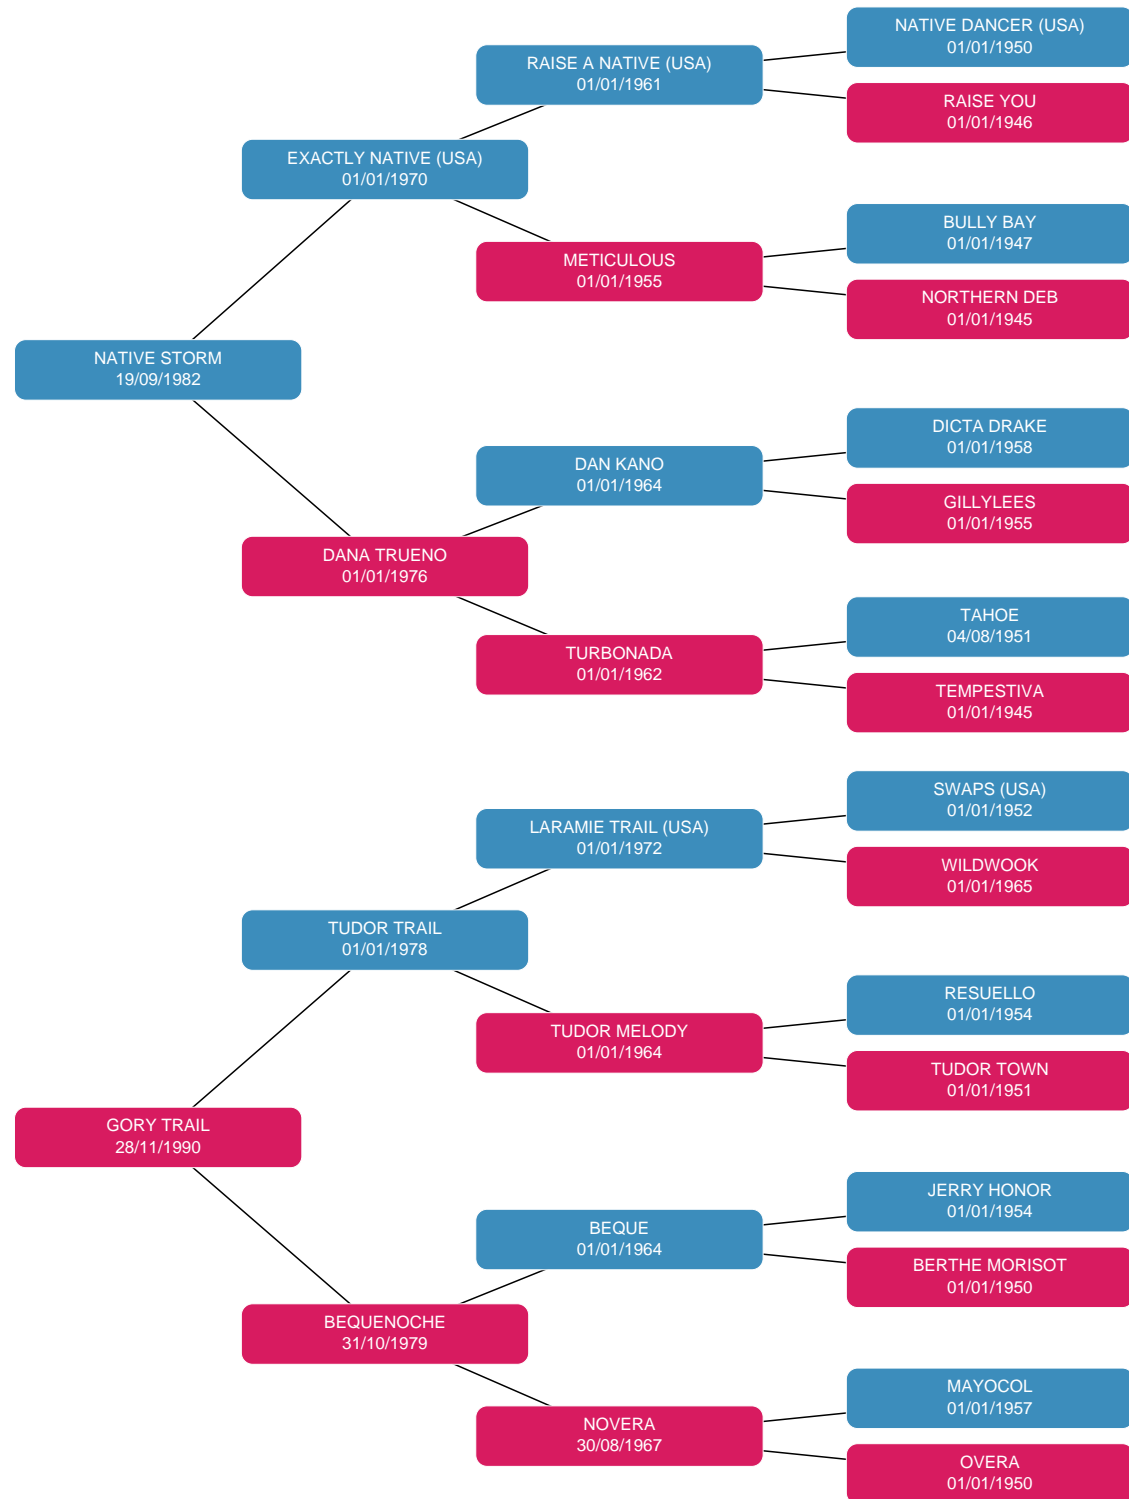 NATIVE DANCER (USA)
01/01/1950
RAISE A NATIVE (USA)
01/01/1961
RAISE YOU
01/01/1946
EXACTLY NATIVE (USA)
01/01/1970
BULLY BAY
01/01/1947
METICULOUS
01/01/1955
NORTHERN DEB
01/01/1945
NATIVE STORM
19/09/1982
DICTA DRAKE
01/01/1958
DAN KANO
01/01/1964
GILLYLEES
01/01/1955
DANA TRUENO
01/01/1976
TAHOE
04/08/1951
TURBONADA
01/01/1962
TEMPESTIVA
01/01/1945
SWAPS (USA)
01/01/1952
LARAMIE TRAIL (USA)
01/01/1972
WILDWOOK
01/01/1965
TUDOR TRAIL
01/01/1978
RESUELLO
01/01/1954
TUDOR MELODY
01/01/1964
TUDOR TOWN
01/01/1951
GORY TRAIL
28/11/1990
JERRY HONOR
01/01/1954
BEQUE
01/01/1964
BERTHE MORISOT
01/01/1950
BEQUENOCHE
31/10/1979
MAYOCOL
01/01/1957
NOVERA
30/08/1967
OVERA
01/01/1950